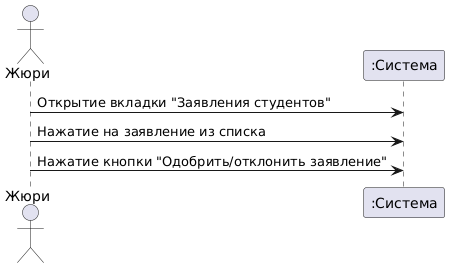 Жюри
:Система
Открытие вкладки "Заявления студентов"
Нажатие на заявление из списка
Нажатие кнопки "Одобрить/отклонить заявление"
Жюри
:Система